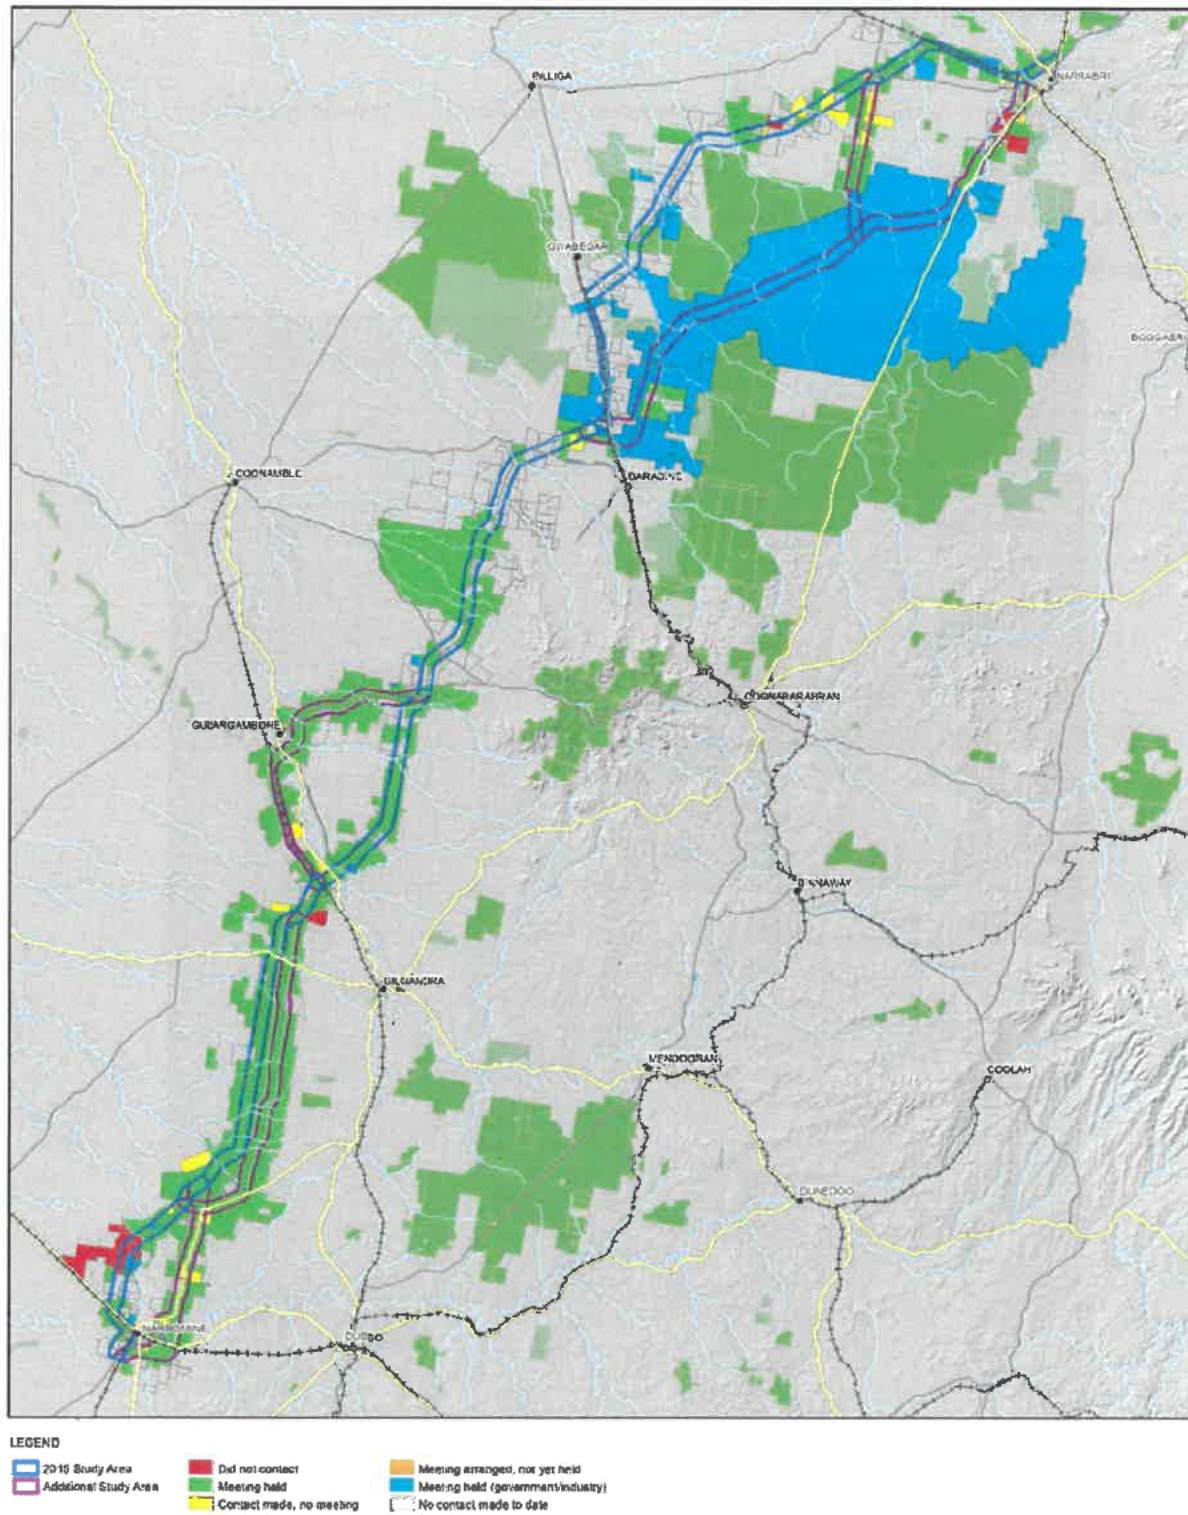 PILLIGA
NARRABRI
GWABEGAR
BOGGABRI
COONAMBLE
BARADINE
COONABARABRAN
GULARGAMBONE
BINNAWAY
GILGANDRA
MENDOORAN
COOLAH
DUNEDOO
NARROMINE
DUBBO
LEGEND
2015 Study Area
Did not contact
Meeting arranged, not yet held
Additional Study Area
Meeting held
Meeting held (government/industry)
Contact made, no meeting
No contact made to date